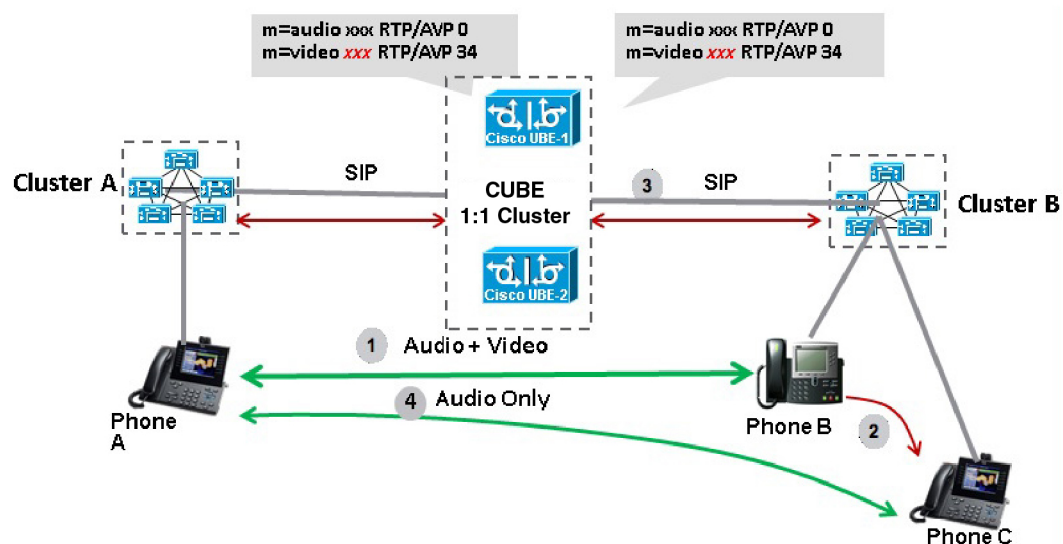 m=audio xxx RTP/AVP 0
m=video xxx RTP/AVP 34
m=audio xxx RTP/AVP 0
m=video xxx RTP/AVP 34
Cisco UBE-1
Cluster A
SIP
CUBE
1:1 Cluster
3
SIP
Cluster B
Cisco UBE-2
1 Audio + Video
4 Audio Only
Phone
A
Phone B
2
Phone C